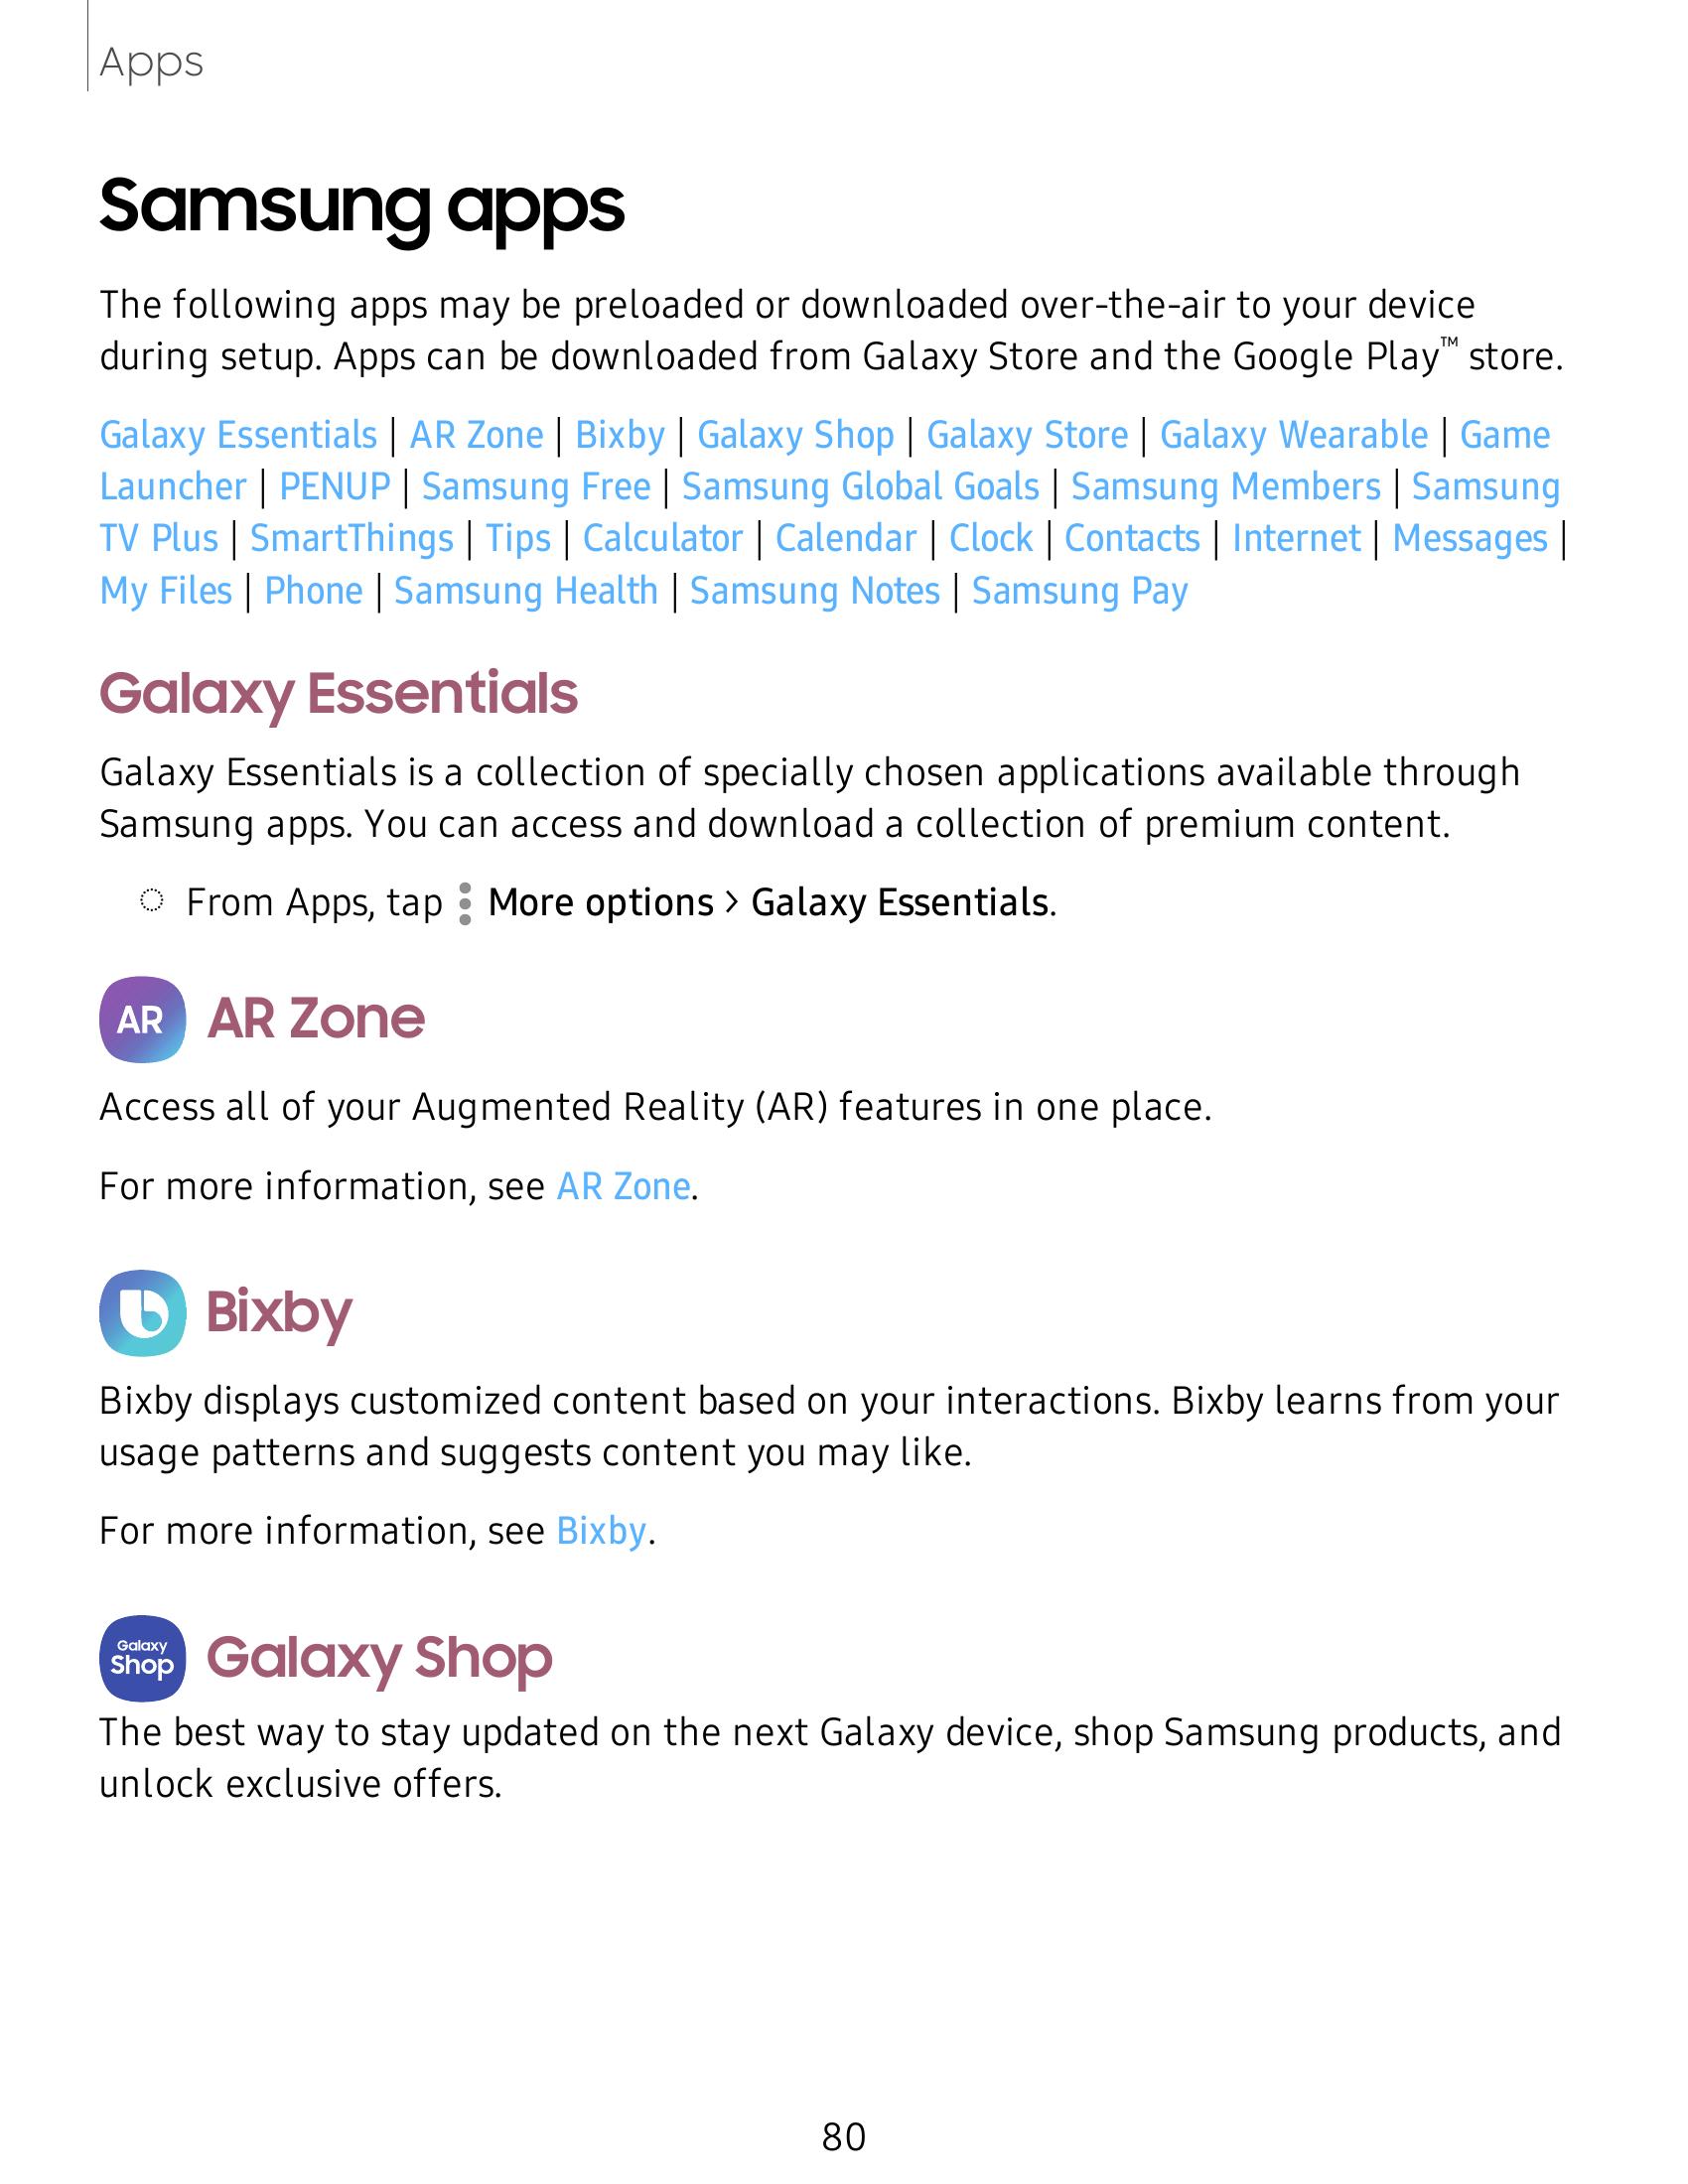 Apps
Samsung apps
The following apps may be preloaded or downloaded over-the-air to your device
during setup. Apps can be downloaded from Galaxy Store and the Google Play™ store.
Galaxy Essentials | AR Zone | Bixby | Galaxy Shop | Galaxy Store | Galaxy Wearable | Game
Launcher | PENUP | Samsung Free | Samsung Global Goals | Samsung Members | Samsung
TV Plus | SmartThings | Tips | Calculator | Calendar | Clock | Contacts | Internet | Messages |
My Files | Phone | Samsung Health | Samsung Notes | Samsung Pay
Galaxy Essentials
Galaxy Essentials is a collection of specially chosen applications available through
Samsung apps. You can access and download a collection of premium content.
From Apps, tap More options > Galaxy Essentials.
AR AR Zone
Access all of your Augmented Reality (AR) features in one place.
For more information, see AR Zone.
Bixby
Bixby displays customized content based on your interactions. Bixby learns from your
usage patterns and suggests content you may like.
For more information, see Bixby.
Galaxy
Shop
Galaxy Shop
The best way to stay updated on the next Galaxy device, shop Samsung products, and
unlock exclusive offers.
80